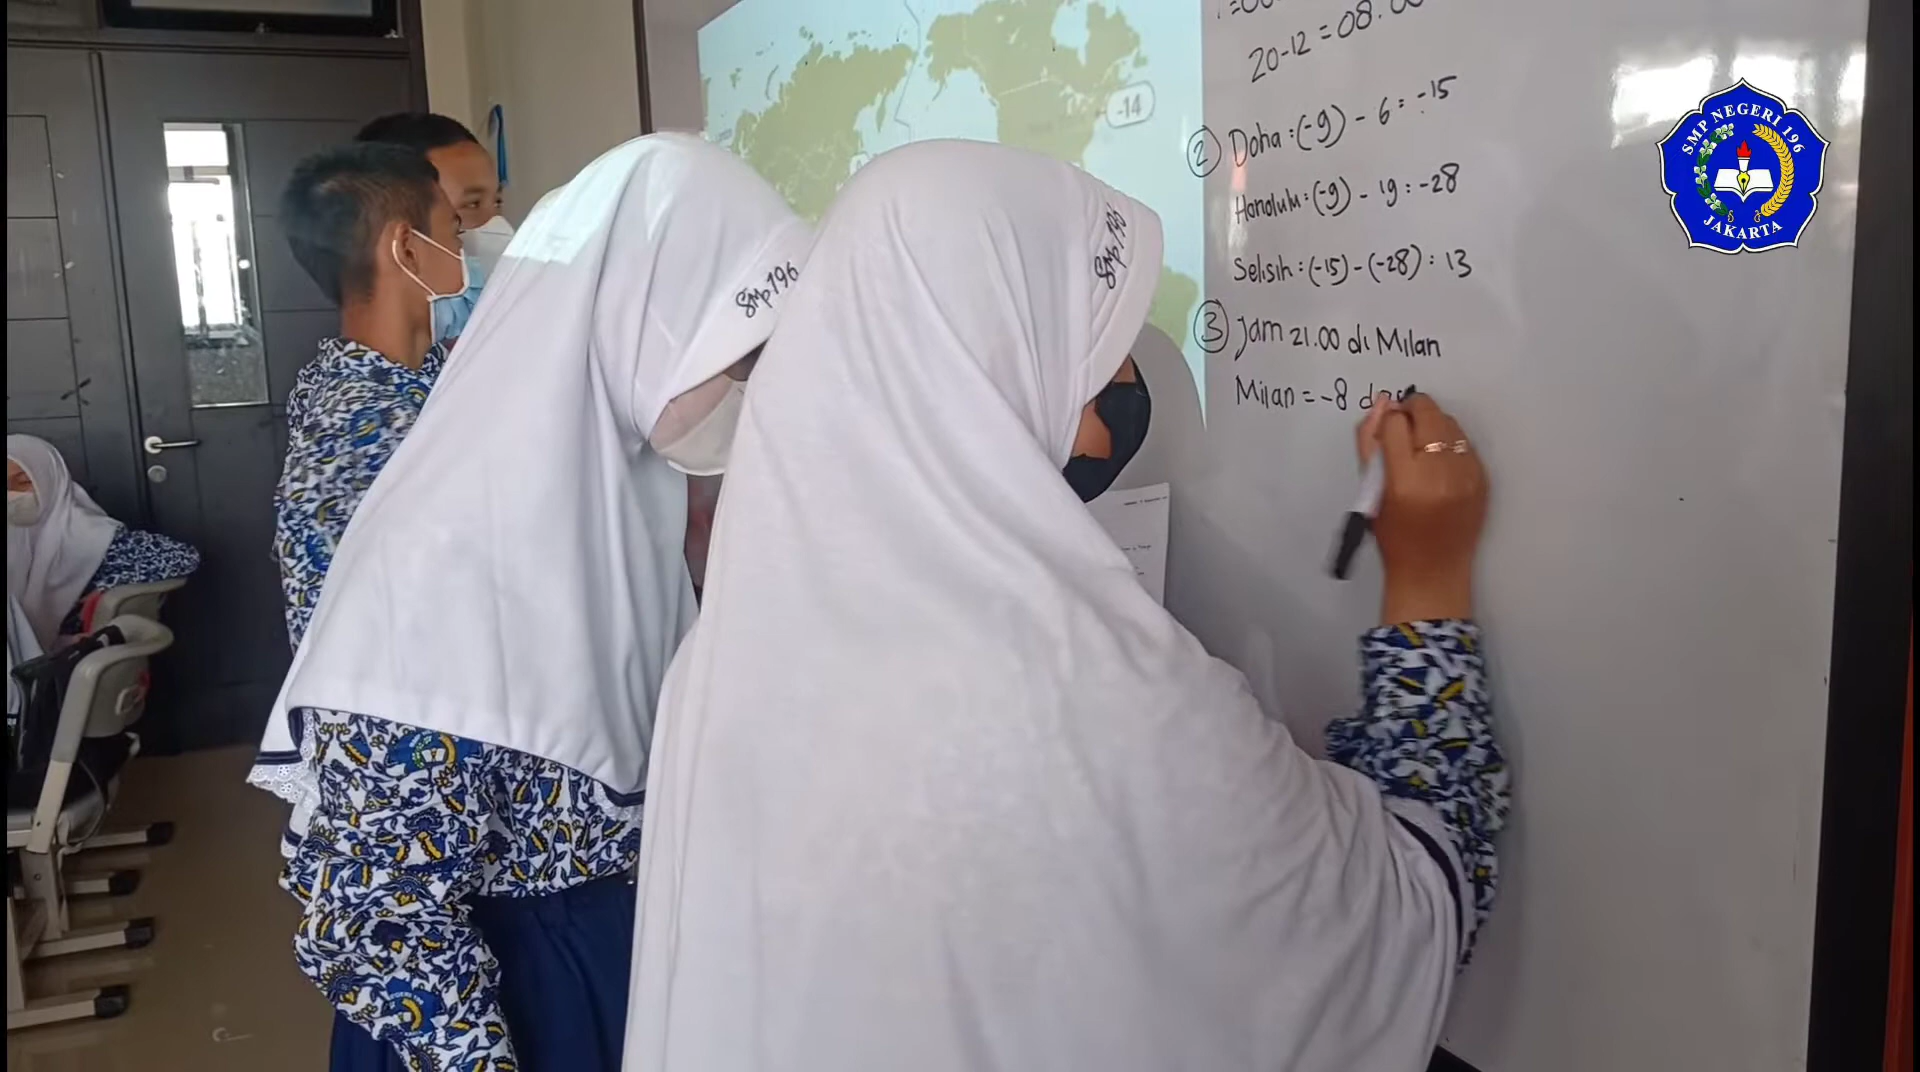 20-12 = 08.00
-14
② Doha : (-9) - 6 : -15
Honolulu : (-9) - 19 : -28
Selisih : (-15) - (-28) : 13
③ Jam 21.00 di Milan
Milan = -8 dar
SMP 196
SMP 196
SMP NEGERI 196
JAKARTA